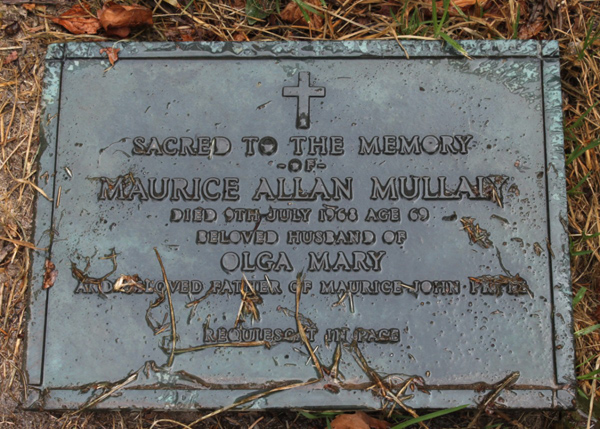 SACRED TO THE MEMORY
-OF-
MAURICE ALLAN MULLALY
DIED 9TH JULY 1968 AGE 69
BELOVED HUSBAND OF
OLGA MARY
AND BELOVED FATHER OF MAURICE JOHN
REQUIESCAT IN PACE